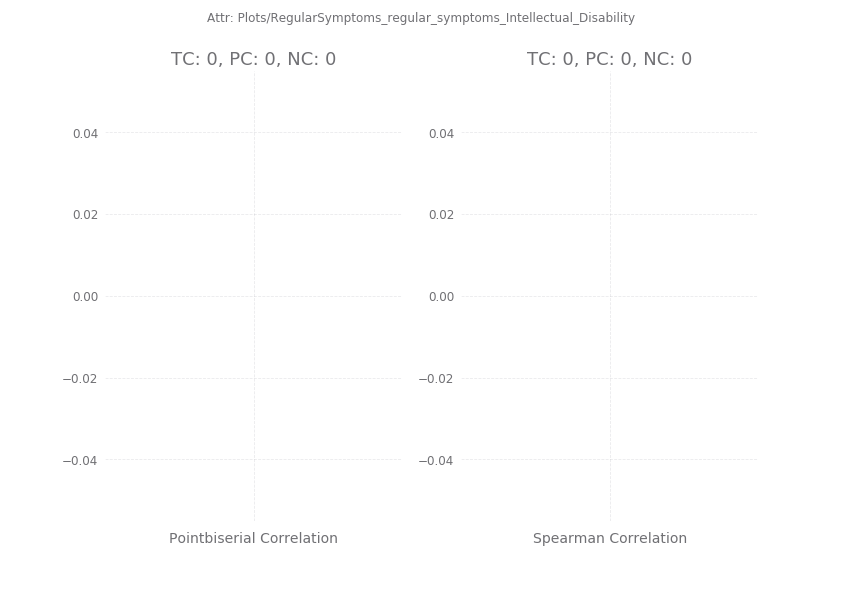 Attr: Plots/RegularSymptoms_regular_symptoms_Intellectual_Disability
TC: 0, PC: 0, NC: 0
0.04
0.02
0.00
−0.02
−0.04
Pointbiserial Correlation
TC: 0, PC: 0, NC: 0
0.04
0.02
0.00
−0.02
−0.04
Spearman Correlation